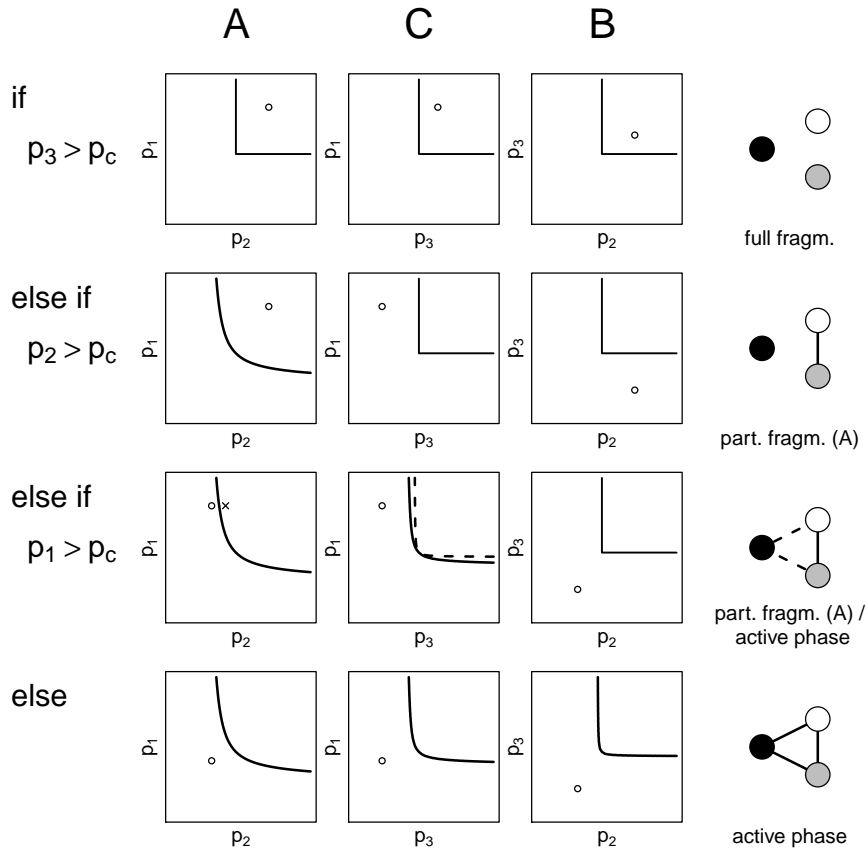 A C B
if
p3 > pc
p1 p1 p3
p2 p3 p2
full fragm.
else if
p2 > pc
p1 p1 p3
p2 p3 p2
part. fragm. (A)
else if
p1 > pc
p1 p1 p3
p2 p3 p2
part. fragm. (A) /
active phase
else
p1 p1 p3
p2 p3 p2
active phase